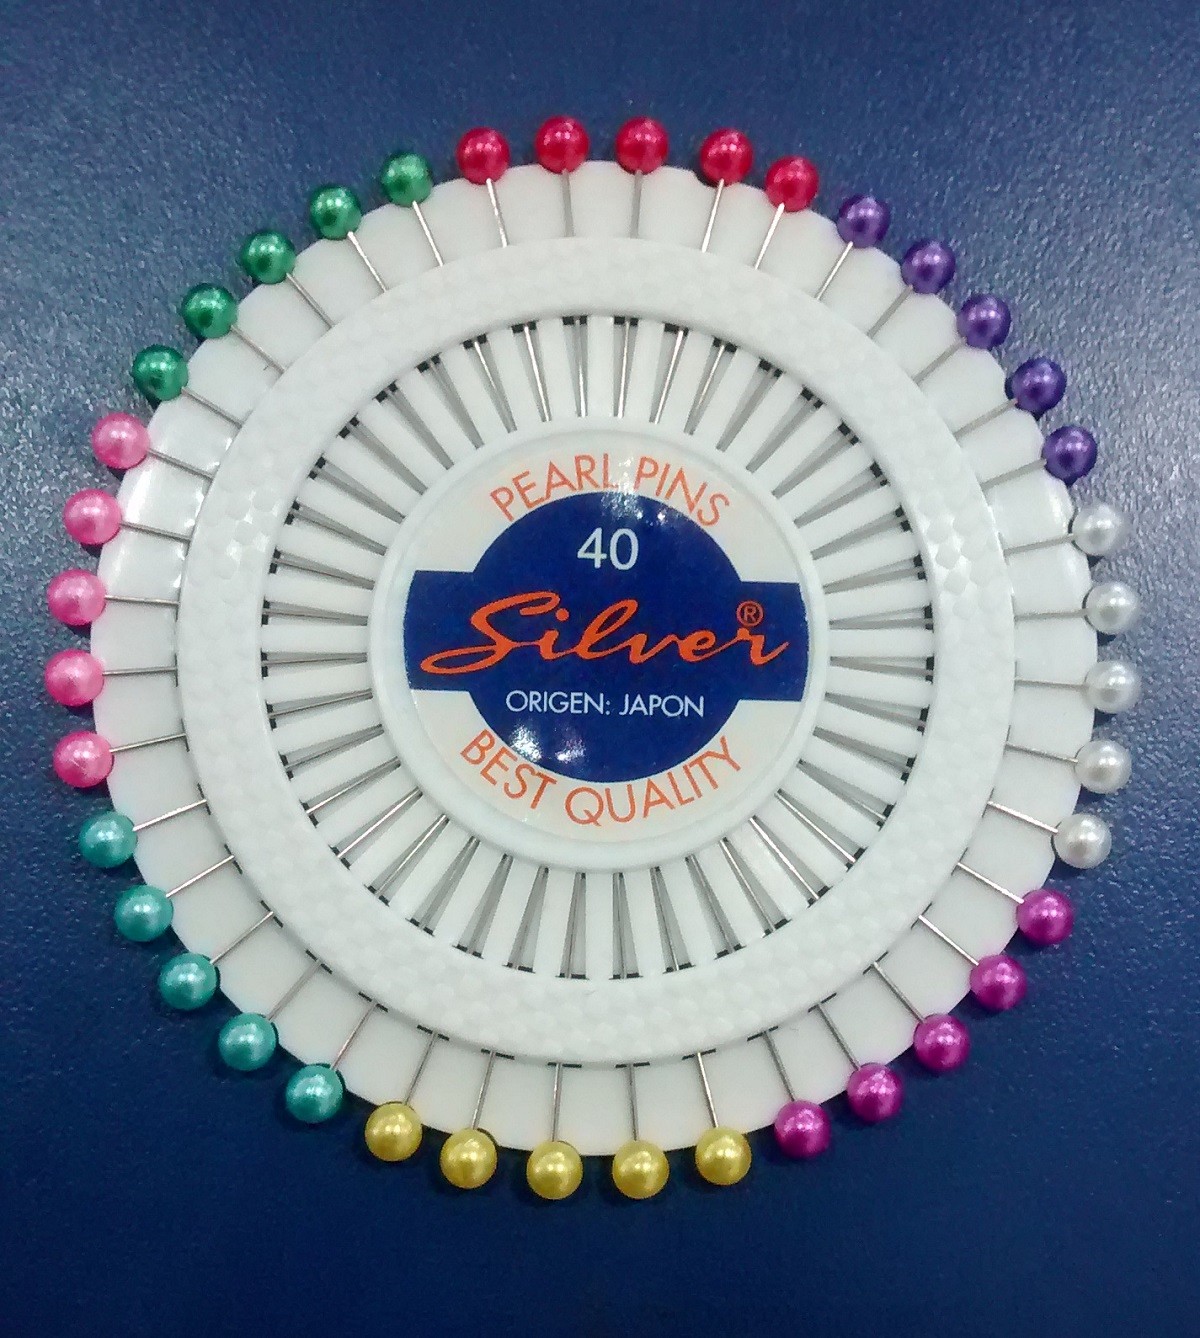 PEARL PINS
40
Silver®
ORIGEN: JAPON
BEST QUALITY